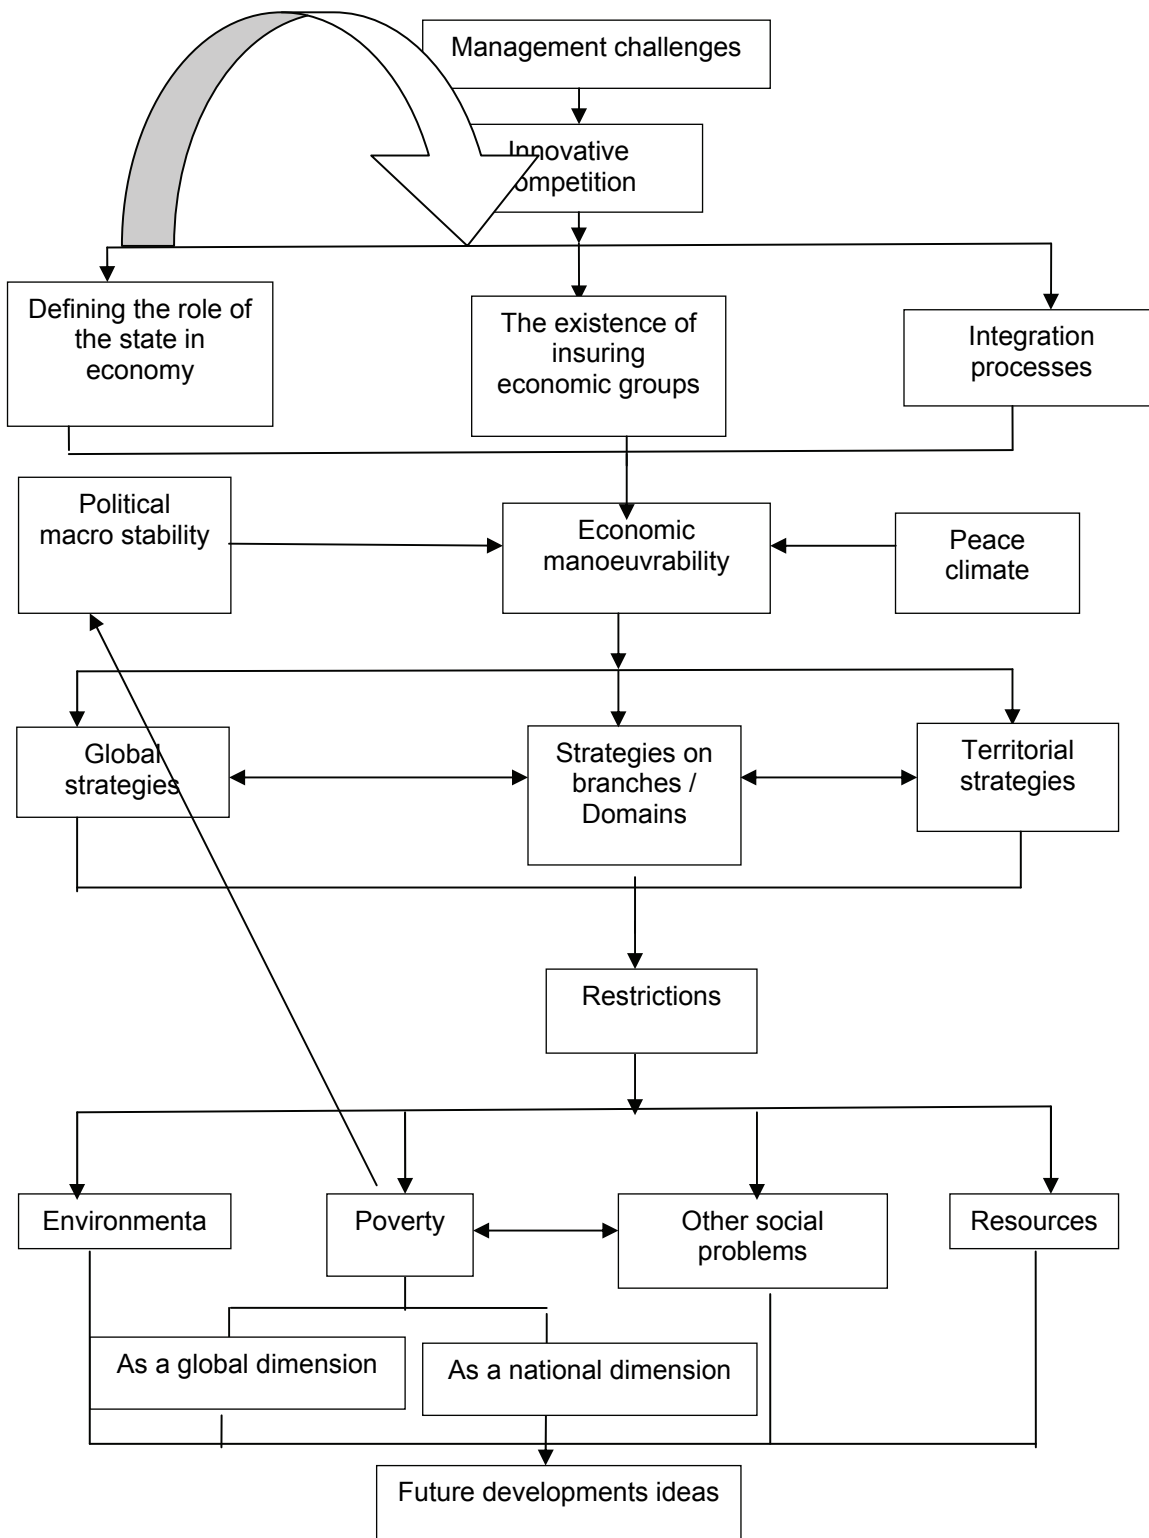 Management challenges
Innovative
ompetition
Defining the role of
the state in
economy
The existence of
insuring
economic groups
Integration
processes
Political
macro stability
Economic
manoeuvrability
Peace
climate
Global
strategies
Strategies on
branches /
Domains
Territorial
strategies
Restrictions
Environmenta
Poverty
Other social
problems
Resources
As a global dimension
As a national dimension
Future developments ideas